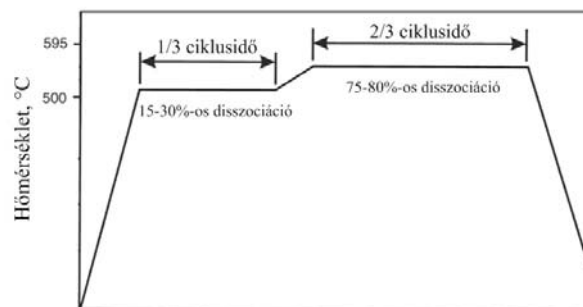 595
500
Hőmérséklet, °C
1/3 ciklusidő
2/3 ciklusidő
15-30%-os disszociáció
75-80%-os disszociáció